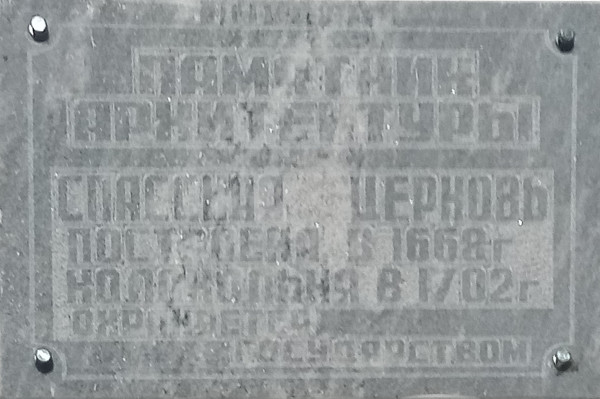 ПАМЯТНИК
АРХИТЕКТУРЫ
СПАССКАЯ ЦЕРКОВЬ
ПОСТРОЕНА В 1668 г
КОЛОКОЛЬНЯ В 1702 г
ОХРАНЯЕТСЯ
ГОСУДАРСТВОМ